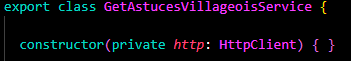 export class GetAstucesVillageoisService {
constructor(private http: HttpClient) { }